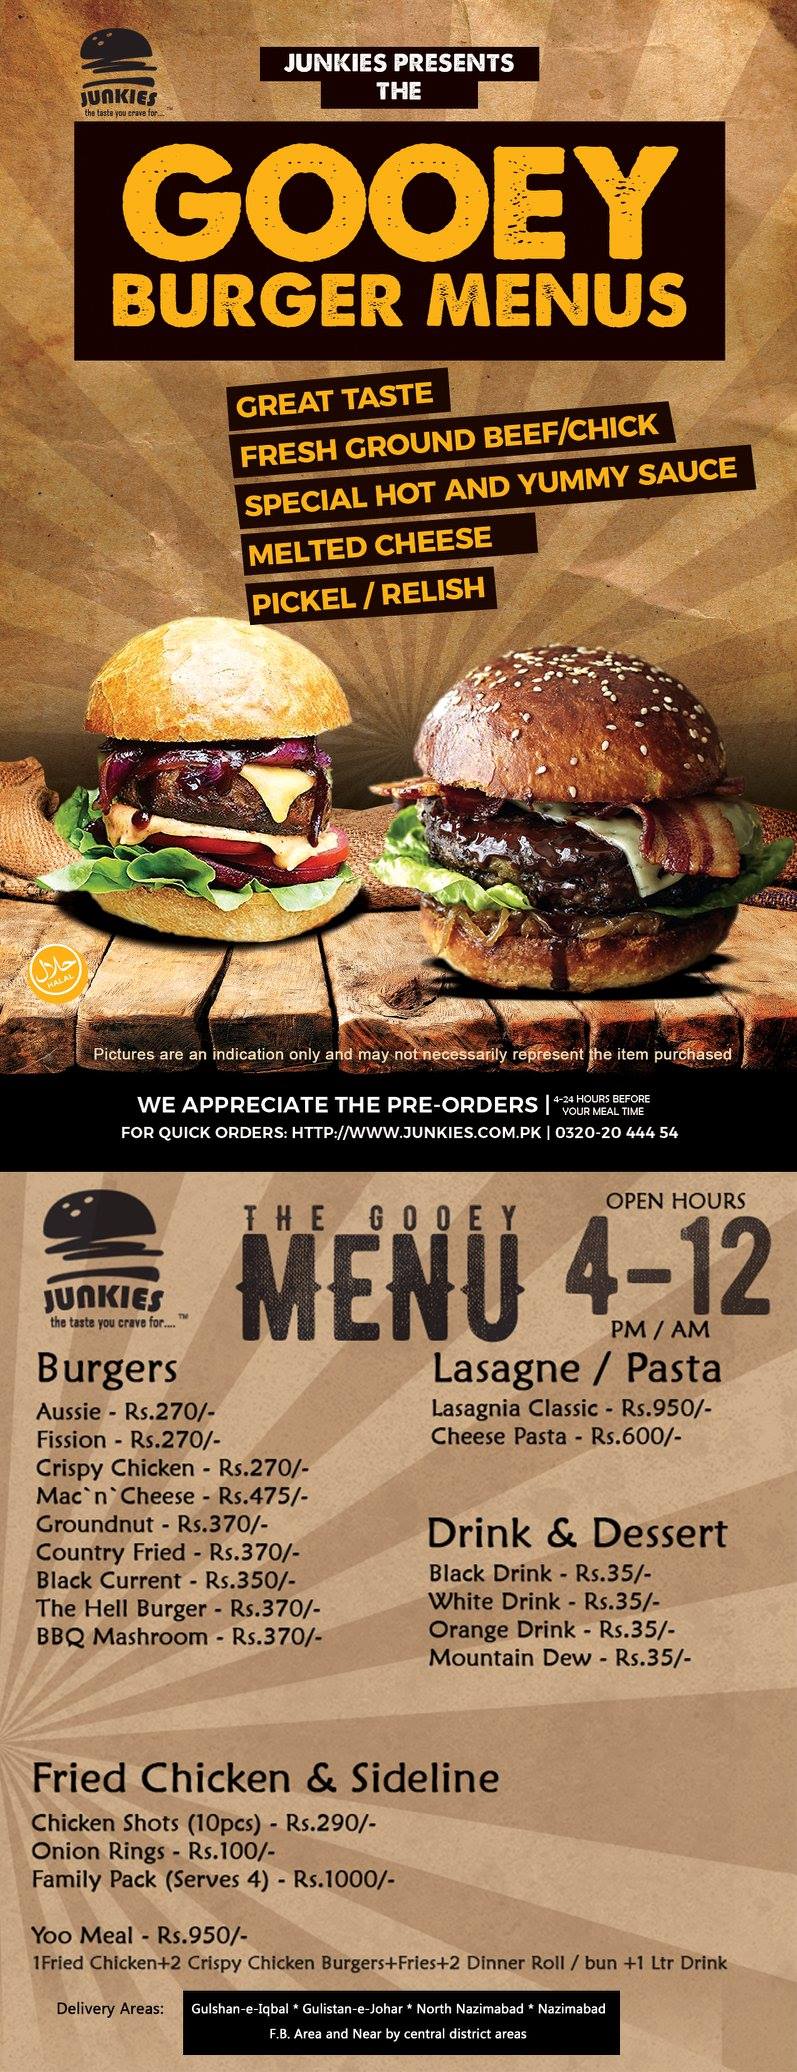 JUNKIES
TM
the taste you crave for....
JUNKIES PRESENTS
THE
GOOEY
BURGER MENUS
GREAT TASTE
FRESH GROUND BEEF/CHICK
SPECIAL HOT AND YUMMY SAUCE
MELTED CHEESE
PICKEL / RELISH
حلال
HALAL
Pictures are an indication only and may not necessarily represent the item purchased
WE APPRECIATE THE PRE-ORDERS | 4-24 HOURS BEFORE
YOUR MEAL TIME
FOR QUICK ORDERS: HTTP://WWW.JUNKIES.COM.PK | 0320-20 444 54
JUNKIES
TM
the taste you crave for....
THE GOOEY
MENU
OPEN HOURS
4-12
PM / AM
Burgers
Aussie - Rs.270/-
Fission - Rs.270/-
Crispy Chicken - Rs.270/-
Mac`n`Cheese - Rs.475/-
Groundnut - Rs.370/-
Country Fried - Rs.370/-
Black Current - Rs.350/-
The Hell Burger - Rs.370/-
BBQ Mashroom - Rs.370/-
Lasagne / Pasta
Lasagnia Classic - Rs.950/-
Cheese Pasta - Rs.600/-
Drink & Dessert
Black Drink - Rs.35/-
White Drink - Rs.35/-
Orange Drink - Rs.35/-
Mountain Dew - Rs.35/-
Fried Chicken & Sideline
Chicken Shots (10pcs) - Rs.290/-
Onion Rings - Rs.100/-
Family Pack (Serves 4) - Rs.1000/-
Yoo Meal - Rs.950/-
1Fried Chicken+2 Crispy Chicken Burgers+Fries+2 Dinner Roll / bun +1 Ltr Drink
Delivery Areas:
Gulshan-e-Iqbal * Gulistan-e-Johar * North Nazimabad * Nazimabad
F.B. Area and Near by central district areas